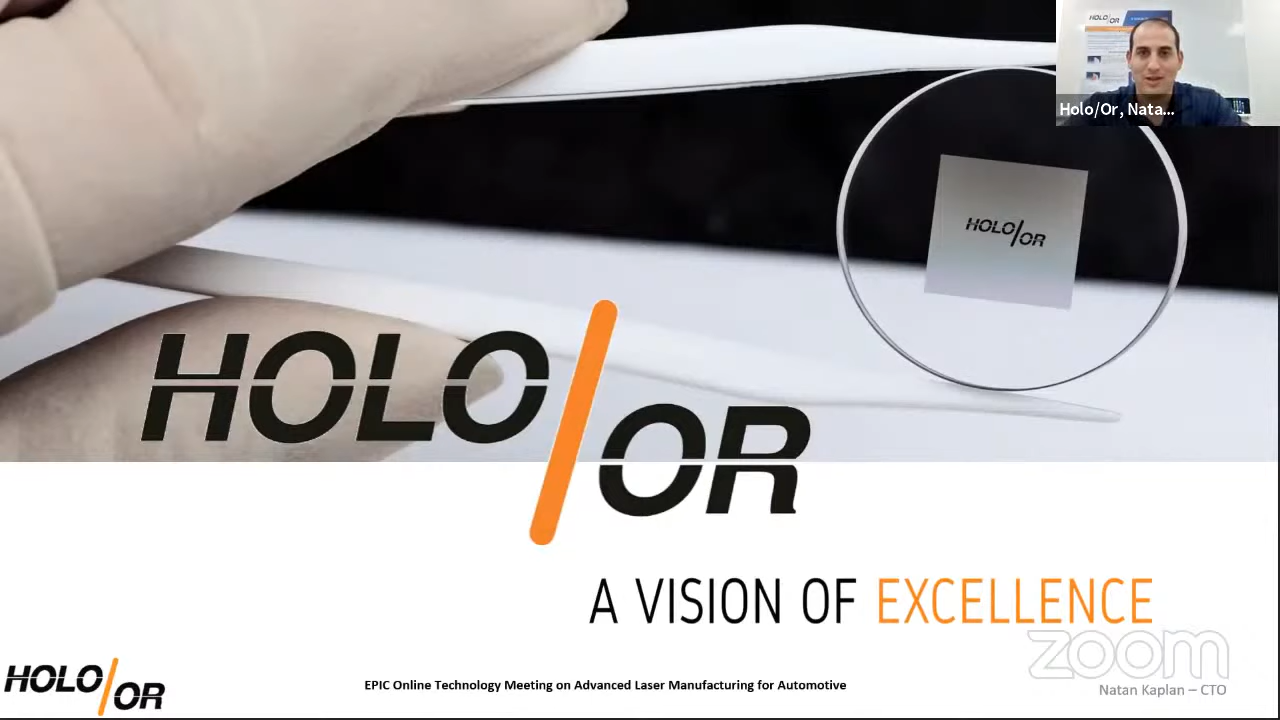 HOLO/OR
Holo/Or, Nata...
HOLO/OR
HOLO/OR
A VISION OF EXCELLENCE
zoom
HOLO/OR
EPIC Online Technology Meeting on Advanced Laser Manufacturing for Automotive
Natan Kaplan – CTO